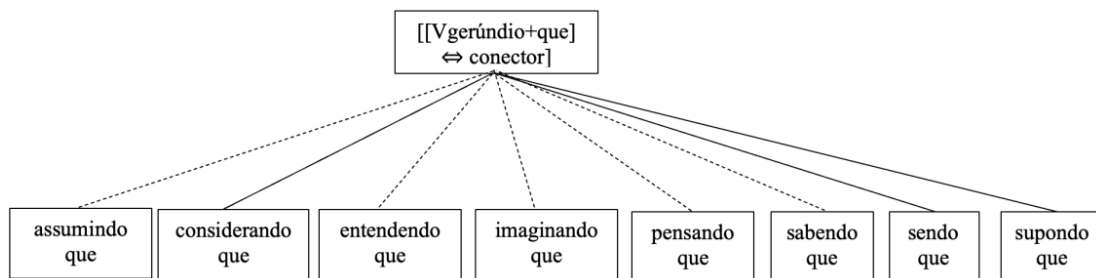 [[Vgerúndio+que]
⇔ conector]
assumindo
que
considerando
que
entendendo
que
imaginando
que
pensando
que
sabendo
que
sendo
que
supondo
que